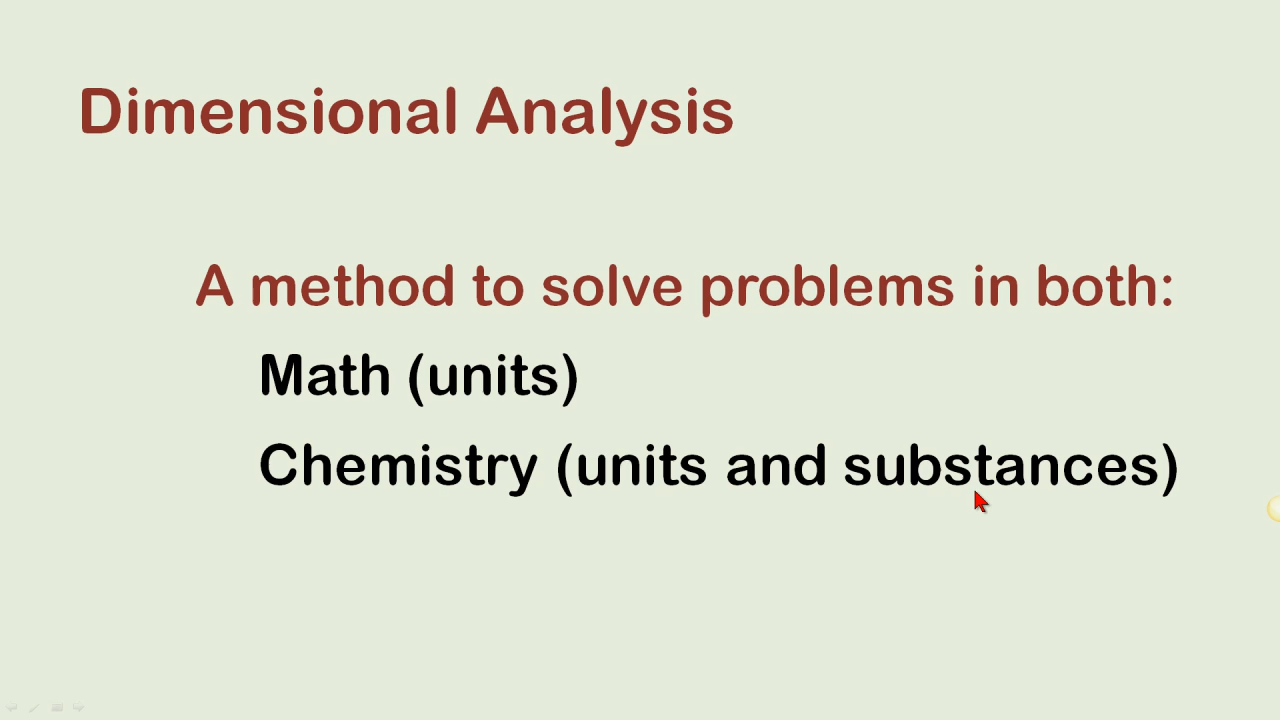 Dimensional Analysis
A method to solve problems in both:
Math (units)
Chemistry (units and substances)